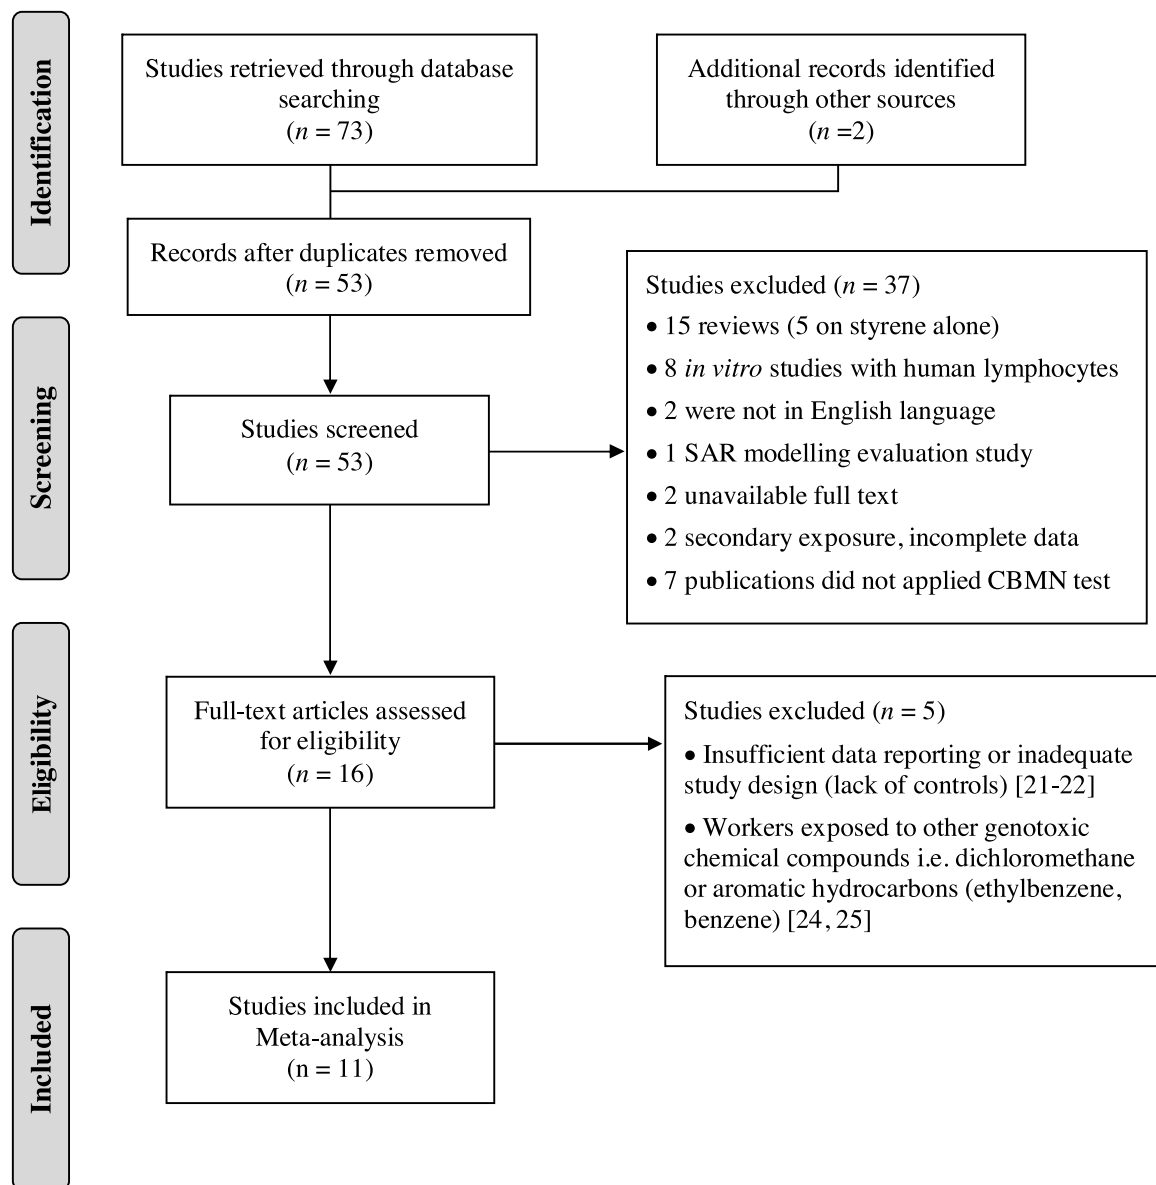 Identification
Studies retrieved through database
searching
(n = 73)
Additional records identified
through other sources
(n =2)
Records after duplicates removed
(n = 53)
Screening
Studies screened
(n = 53)
Studies excluded (n = 37)
• 15 reviews (5 on styrene alone)
• 8 in vitro studies with human lymphocytes
• 2 were not in English language
• 1 SAR modelling evaluation study
• 2 unavailable full text
• 2 secondary exposure, incomplete data
• 7 publications did not applied CBMN test
Eligibility
Full-text articles assessed
for eligibility
(n = 16)
Studies excluded (n = 5)
• Insufficient data reporting or inadequate
study design (lack of controls) [21-22]
• Workers exposed to other genotoxic
chemical compounds i.e. dichloromethane
or aromatic hydrocarbons (ethylbenzene,
benzene) [24, 25]
Included
Studies included in
Meta-analysis
(n = 11)